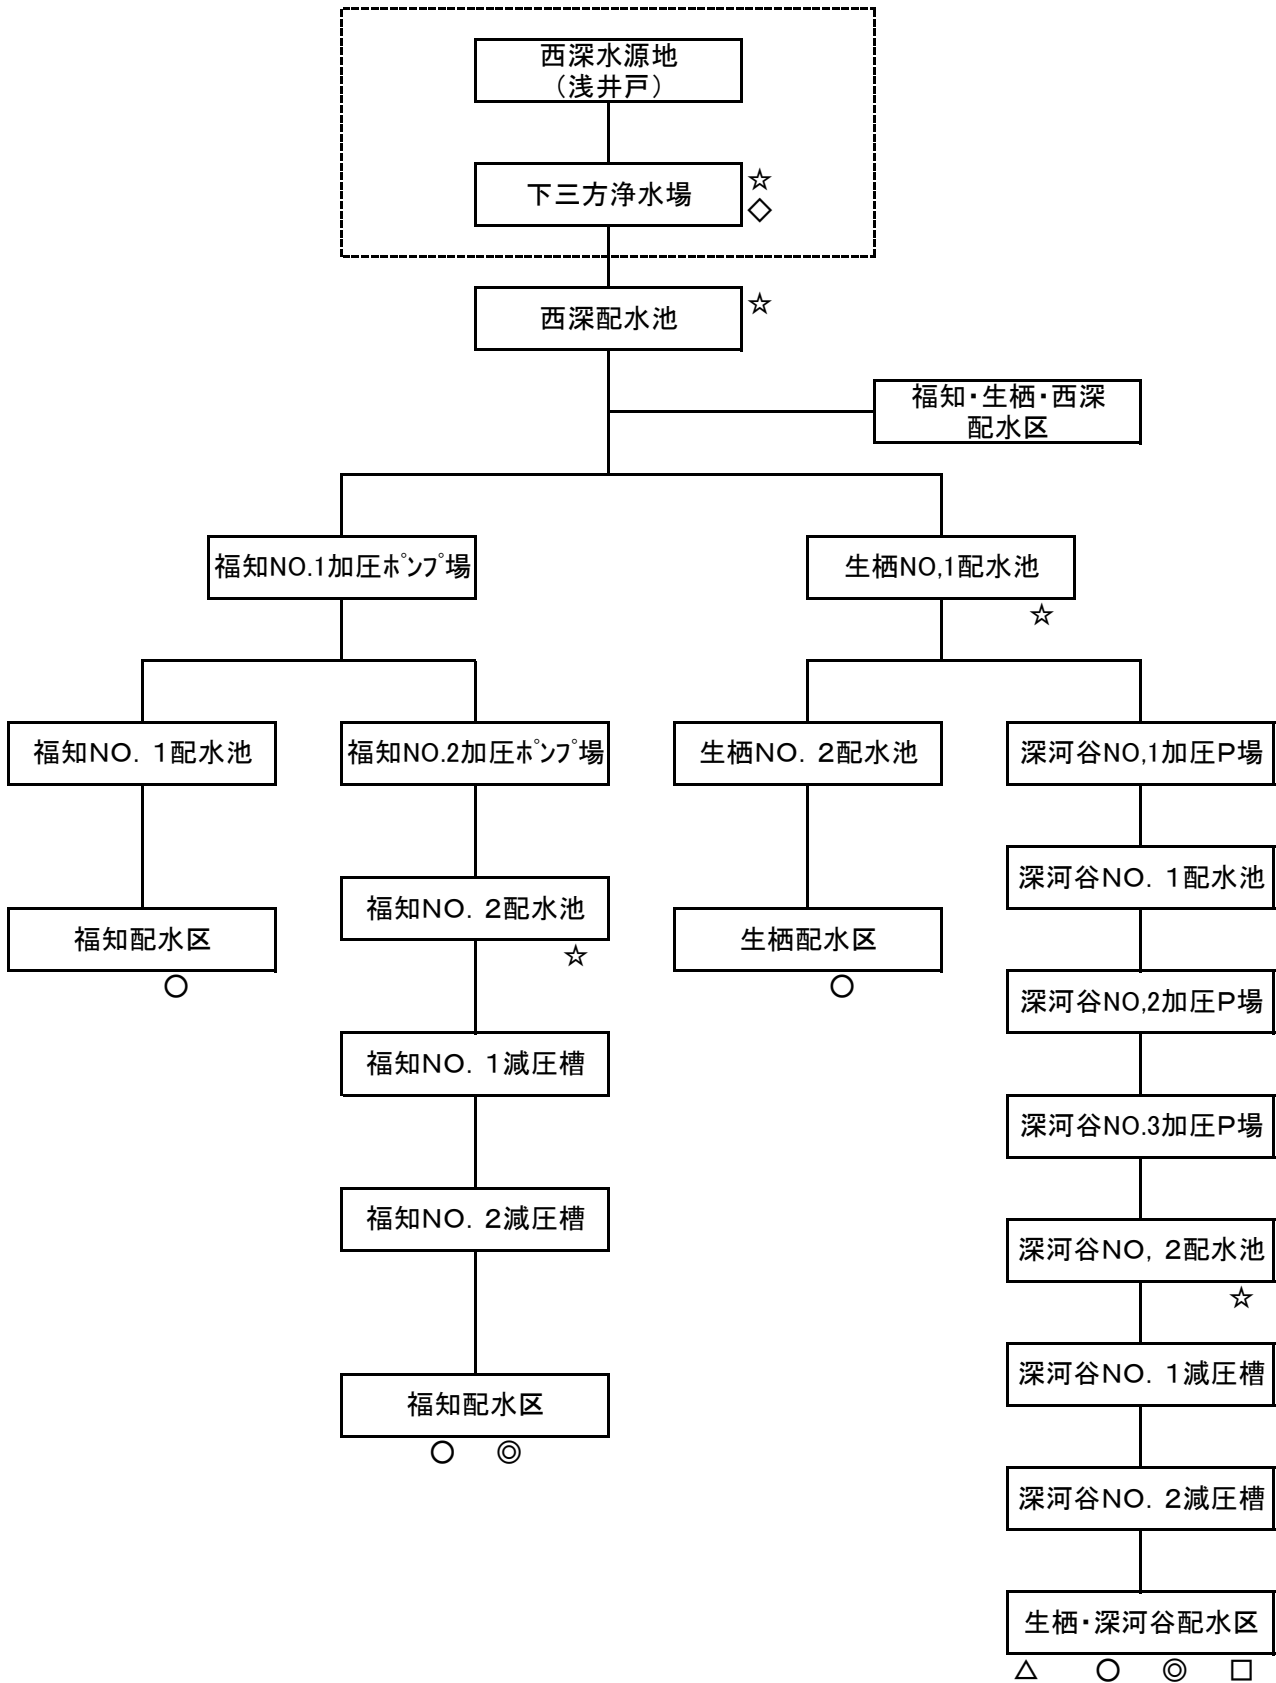 西深水源地
（浅井戸）
下三方浄水場
☆
◇
西深配水池
☆
福知・生栖・西深
配水区
福知NO.1加圧ﾎﾟﾝﾌﾟ場
生栖NO,1配水池
☆
福知NO．１配水池
福知NO.2加圧ﾎﾟﾝﾌﾟ場
生栖NO．２配水池
深河谷NO,1加圧P場
深河谷NO．１配水池
福知NO．２配水池
☆
福知配水区
○
生栖配水区
○
深河谷NO,2加圧P場
福知NO．１減圧槽
深河谷NO.3加圧P場
福知NO．２減圧槽
深河谷NO，２配水池
☆
深河谷NO．１減圧槽
福知配水区
○ ◎
深河谷NO．２減圧槽
生栖・深河谷配水区
△ ○ ◎ □